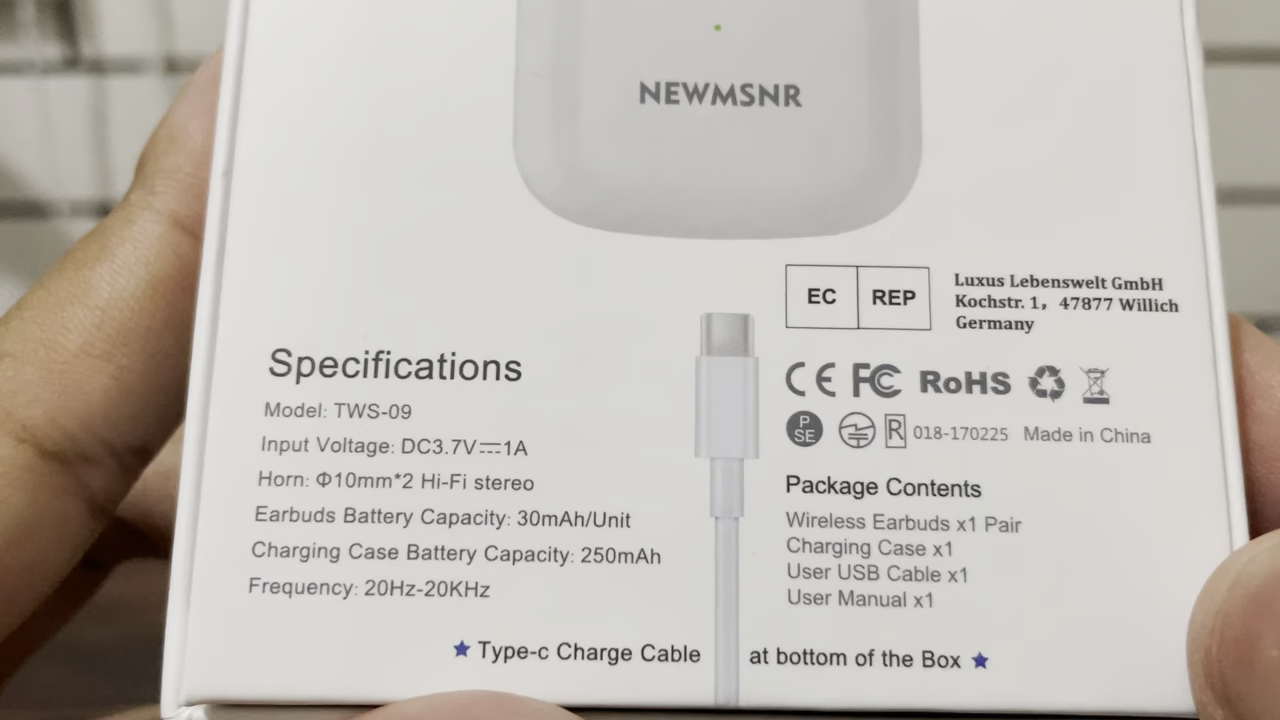 NEWMSNR
EC REP
Luxus Lebenswelt GmbH
Kochstr. 1，47877 Willich
Germany
Specifications
Model: TWS-09
Input Voltage: DC3.7V⎓1A
Horn: Φ10mm*2 Hi-Fi stereo
Earbuds Battery Capacity: 30mAh/Unit
Charging Case Battery Capacity: 250mAh
Frequency: 20Hz-20KHz
CE FC RoHS
PSE R 018-170225 Made in China
Package Contents
Wireless Earbuds x1 Pair
Charging Case x1
User USB Cable x1
User Manual x1
★ Type-c Charge Cable at bottom of the Box ★